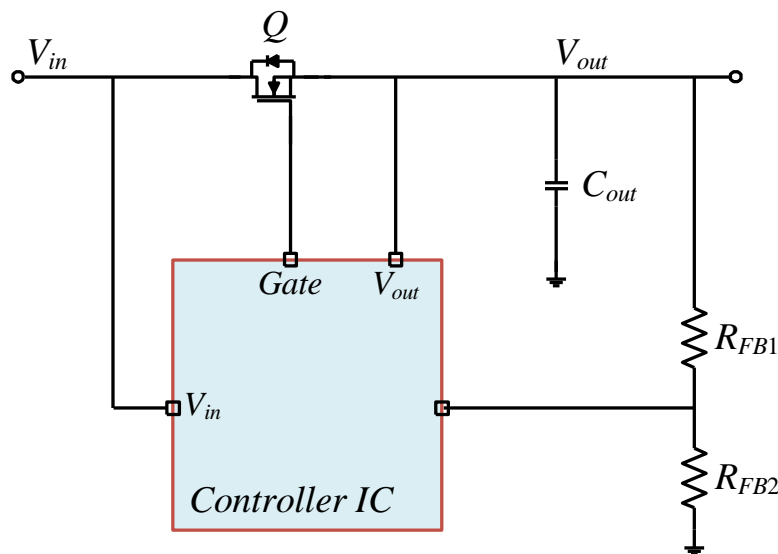 Q
V_in
V_out
C_out
Gate
V_out
R_FB1
V_in
R_FB2
Controller IC